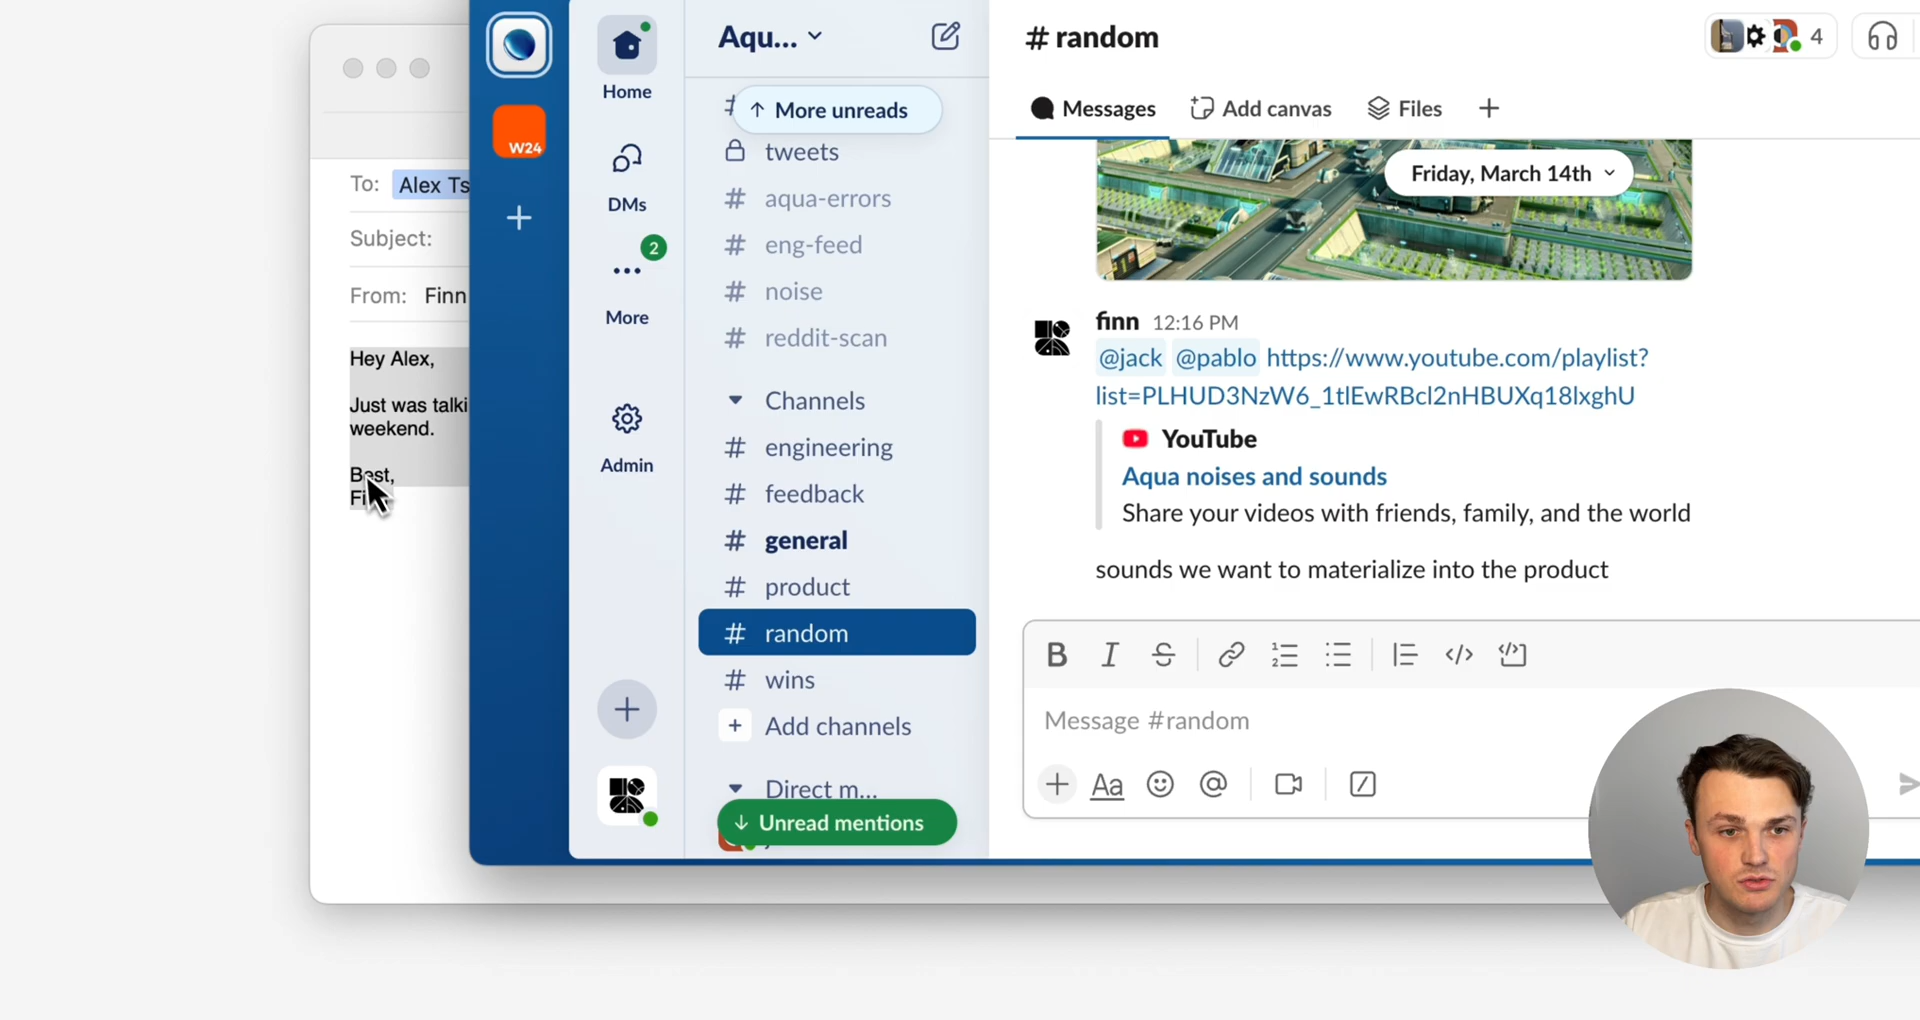 To: Alex Ts
Subject:
From: Finn
Hey Alex,
Just was talki
weekend.
Best,
W24
Home
DMs
2
More
Admin
Aqu...
More unreads
tweets
# aqua-errors
# eng-feed
# noise
# reddit-scan
Channels
# engineering
# feedback
# general
# product
# random
# wins
+ Add channels
Direct m...
Unread mentions
# random
4
Messages
Add canvas
Files
Friday, March 14th
finn 12:16 PM
@jack @pablo https://www.youtube.com/playlist?
list=PLHUD3NzW6_1tlEwRBcl2nHBUXq18lxghU
YouTube
Aqua noises and sounds
Share your videos with friends, family, and the world
sounds we want to materialize into the product
B I S
Message #random
Aa